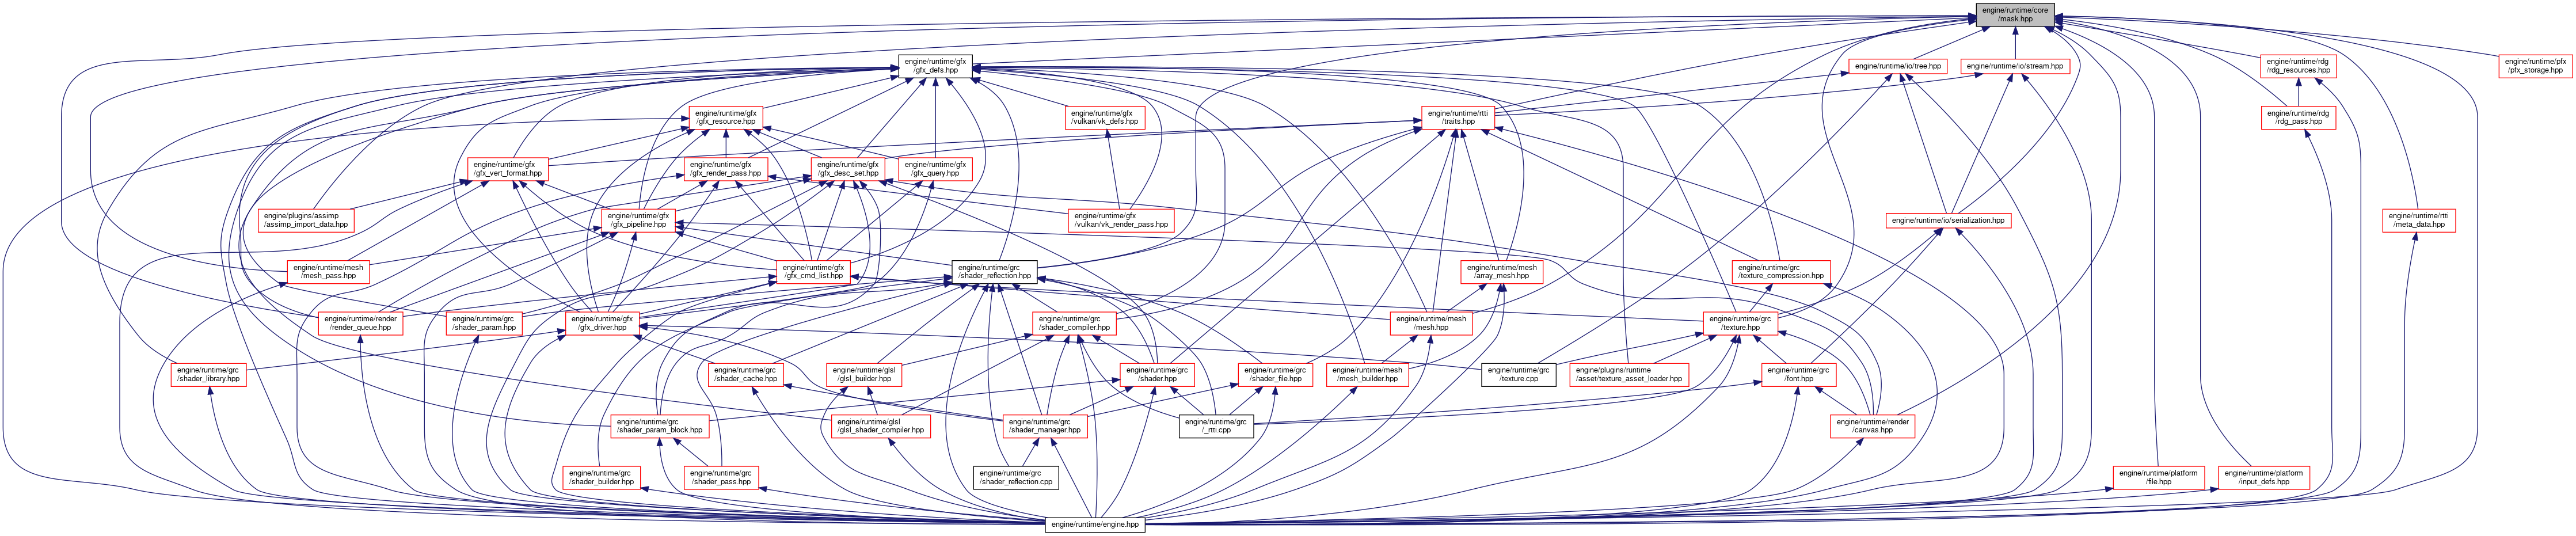 engine/runtime/core
/mask.hpp
engine/runtime/gfx
/gfx_defs.hpp
engine/runtime/io/tree.hpp
engine/runtime/io/stream.hpp
engine/runtime/rdg
/rdg_resources.hpp
engine/runtime/pfx
/pfx_storage.hpp
engine/runtime/gfx
/gfx_resource.hpp
engine/runtime/gfx
/vulkan/vk_defs.hpp
engine/runtime/rtti
/traits.hpp
engine/runtime/rdg
/rdg_pass.hpp
engine/runtime/gfx
/gfx_vert_format.hpp
engine/runtime/gfx
/gfx_render_pass.hpp
engine/runtime/gfx
/gfx_desc_set.hpp
engine/runtime/gfx
/gfx_query.hpp
engine/plugins/assimp
/assimp_import_data.hpp
engine/runtime/gfx
/gfx_pipeline.hpp
engine/runtime/gfx
/vulkan/vk_render_pass.hpp
engine/runtime/io/serialization.hpp
engine/runtime/rtti
/meta_data.hpp
engine/runtime/mesh
/mesh_pass.hpp
engine/runtime/gfx
/gfx_cmd_list.hpp
engine/runtime/grc
/shader_reflection.hpp
engine/runtime/mesh
/array_mesh.hpp
engine/runtime/grc
/texture_compression.hpp
engine/runtime/render
/render_queue.hpp
engine/runtime/grc
/shader_param.hpp
engine/runtime/gfx
/gfx_driver.hpp
engine/runtime/grc
/shader_compiler.hpp
engine/runtime/mesh
/mesh.hpp
engine/runtime/grc
/texture.hpp
engine/runtime/grc
/shader_library.hpp
engine/runtime/grc
/shader_cache.hpp
engine/runtime/glsl
/glsl_builder.hpp
engine/runtime/grc
/shader.hpp
engine/runtime/grc
/shader_file.hpp
engine/runtime/mesh
/mesh_builder.hpp
engine/runtime/grc
/texture.cpp
engine/plugins/runtime
/asset/texture_asset_loader.hpp
engine/runtime/grc
/font.hpp
engine/runtime/grc
/shader_param_block.hpp
engine/runtime/glsl
/glsl_shader_compiler.hpp
engine/runtime/grc
/shader_manager.hpp
engine/runtime/grc
/_rtti.cpp
engine/runtime/render
/canvas.hpp
engine/runtime/grc
/shader_builder.hpp
engine/runtime/grc
/shader_pass.hpp
engine/runtime/grc
/shader_reflection.cpp
engine/runtime/platform
/file.hpp
engine/runtime/platform
/input_defs.hpp
engine/runtime/engine.hpp